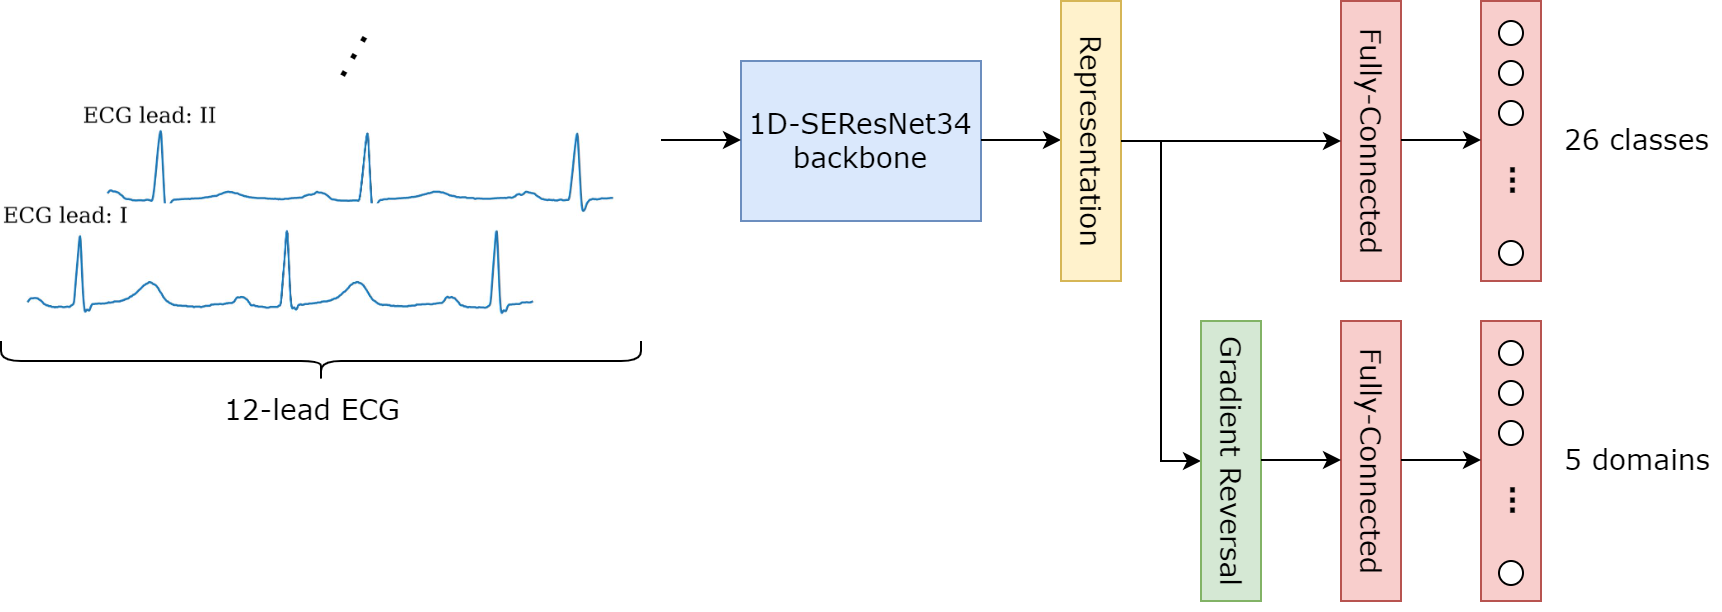 ECG lead: II
ECG lead: I
12-lead ECG
1D-SEResNet34
backbone
Representation
Fully-Connected
...
26 classes
Gradient Reversal
Fully-Connected
...
5 domains